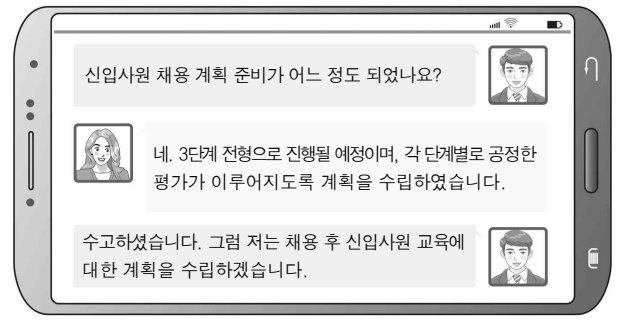 신입사원 채용 계획 준비가 어느 정도 되었나요?
네. 3단계 전형으로 진행될 예정이며, 각 단계별로 공정한
평가가 이루어지도록 계획을 수립하였습니다.
수고하셨습니다. 그럼 저는 채용 후 신입사원 교육에
대한 계획을 수립하겠습니다.